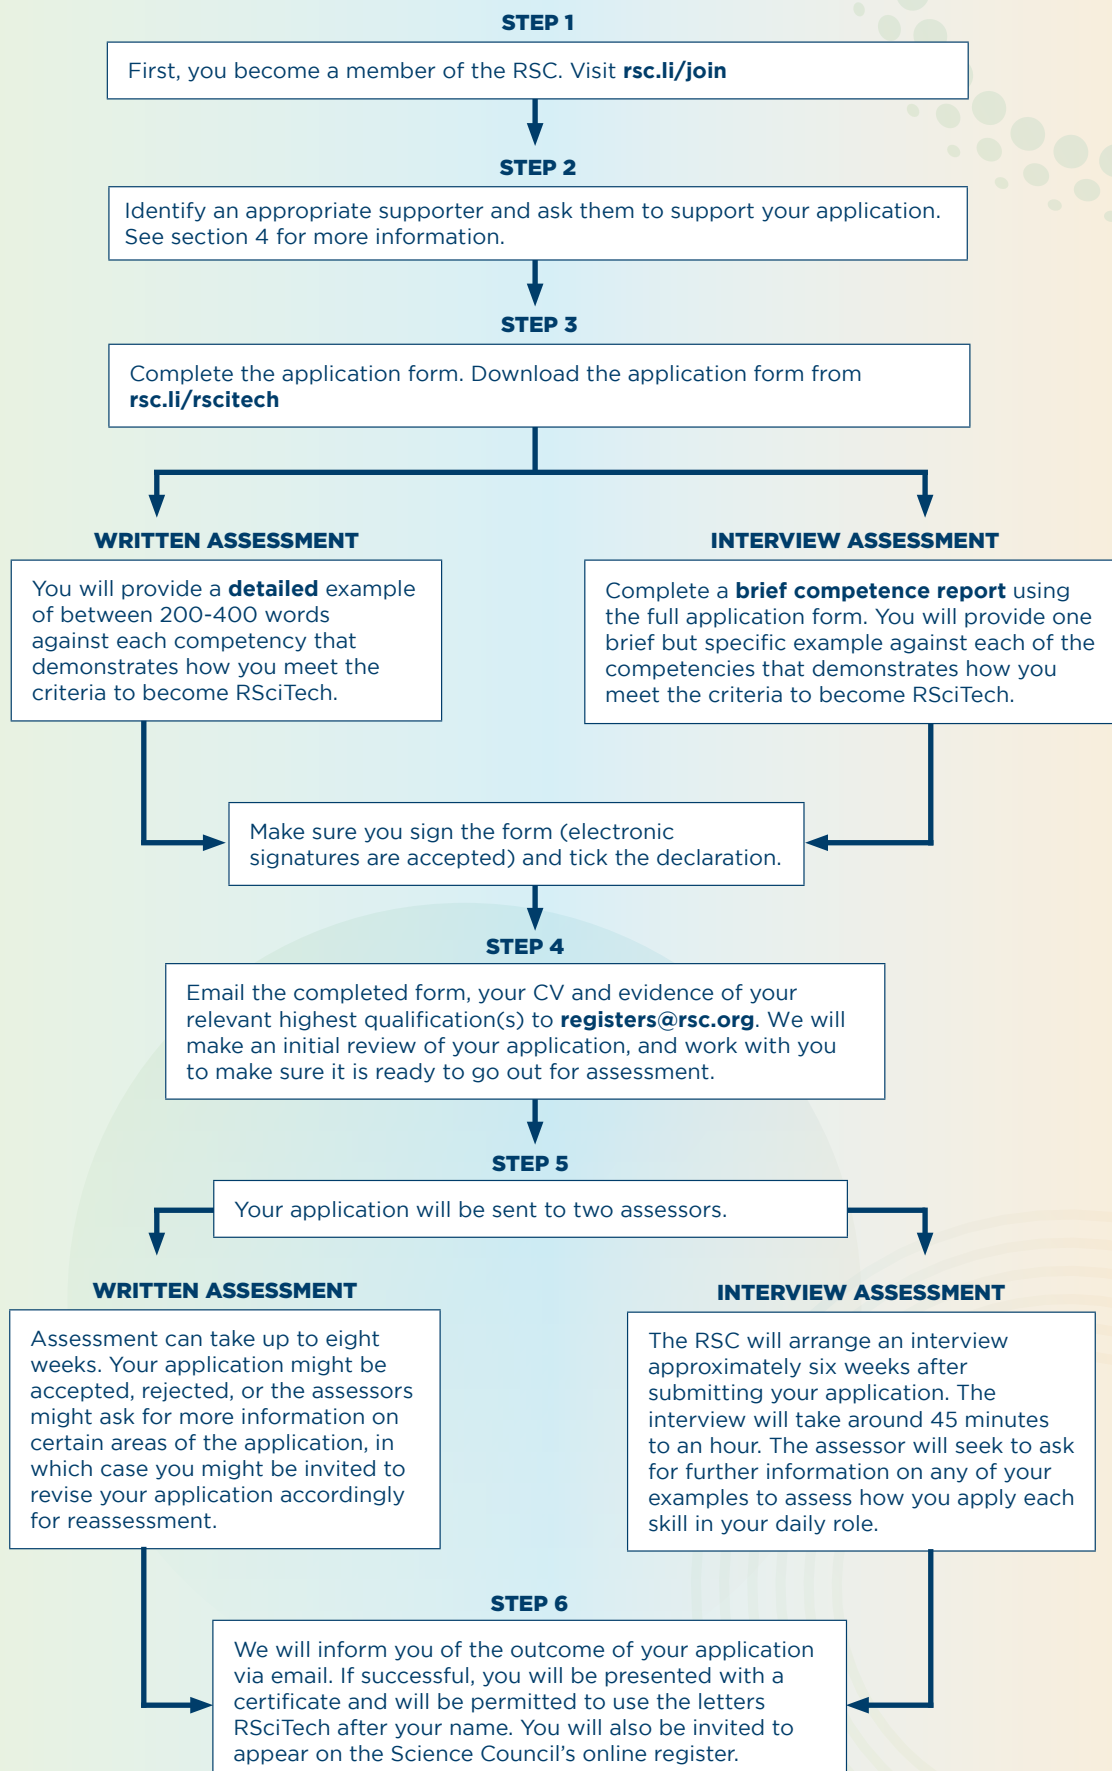 STEP 1
First, you become a member of the RSC. Visit rsc.li/join
STEP 2
Identify an appropriate supporter and ask them to support your application.
See section 4 for more information.
STEP 3
Complete the application form. Download the application form from
rsc.li/rscitech
WRITTEN ASSESSMENT
You will provide a detailed example
of between 200-400 words
against each competency that
demonstrates how you meet the
criteria to become RSciTech.
INTERVIEW ASSESSMENT
Complete a brief competence report using
the full application form. You will provide one
brief but specific example against each of the
competencies that demonstrates how you
meet the criteria to become RSciTech.
Make sure you sign the form (electronic
signatures are accepted) and tick the declaration.
STEP 4
Email the completed form, your CV and evidence of your
relevant highest qualification(s) to registers@rsc.org. We will
make an initial review of your application, and work with you
to make sure it is ready to go out for assessment.
STEP 5
Your application will be sent to two assessors.
WRITTEN ASSESSMENT
Assessment can take up to eight
weeks. Your application might be
accepted, rejected, or the assessors
might ask for more information on
certain areas of the application, in
which case you might be invited to
revise your application accordingly
for reassessment.
INTERVIEW ASSESSMENT
The RSC will arrange an interview
approximately six weeks after
submitting your application. The
interview will take around 45 minutes
to an hour. The assessor will seek to ask
for further information on any of your
examples to assess how you apply each
skill in your daily role.
STEP 6
We will inform you of the outcome of your application
via email. If successful, you will be presented with a
certificate and will be permitted to use the letters
RSciTech after your name. You will also be invited to
appear on the Science Council's online register.